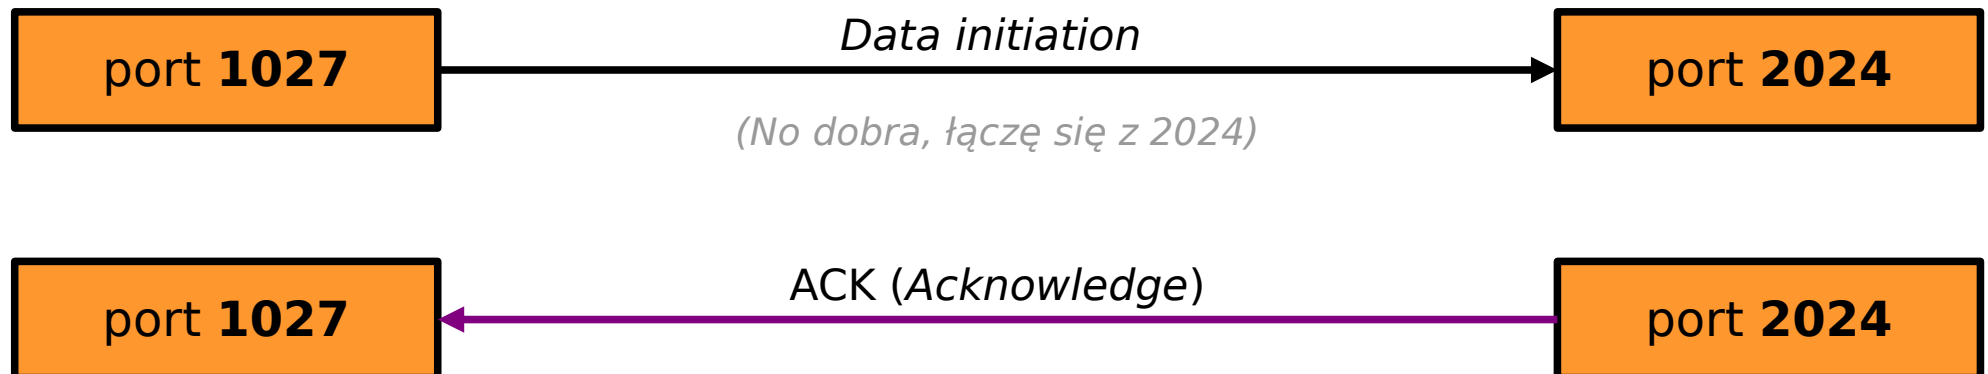 Data initiation
port 1027
port 2024
(No dobra, łączę się z 2024)
ACK (Acknowledge)
port 1027
port 2024